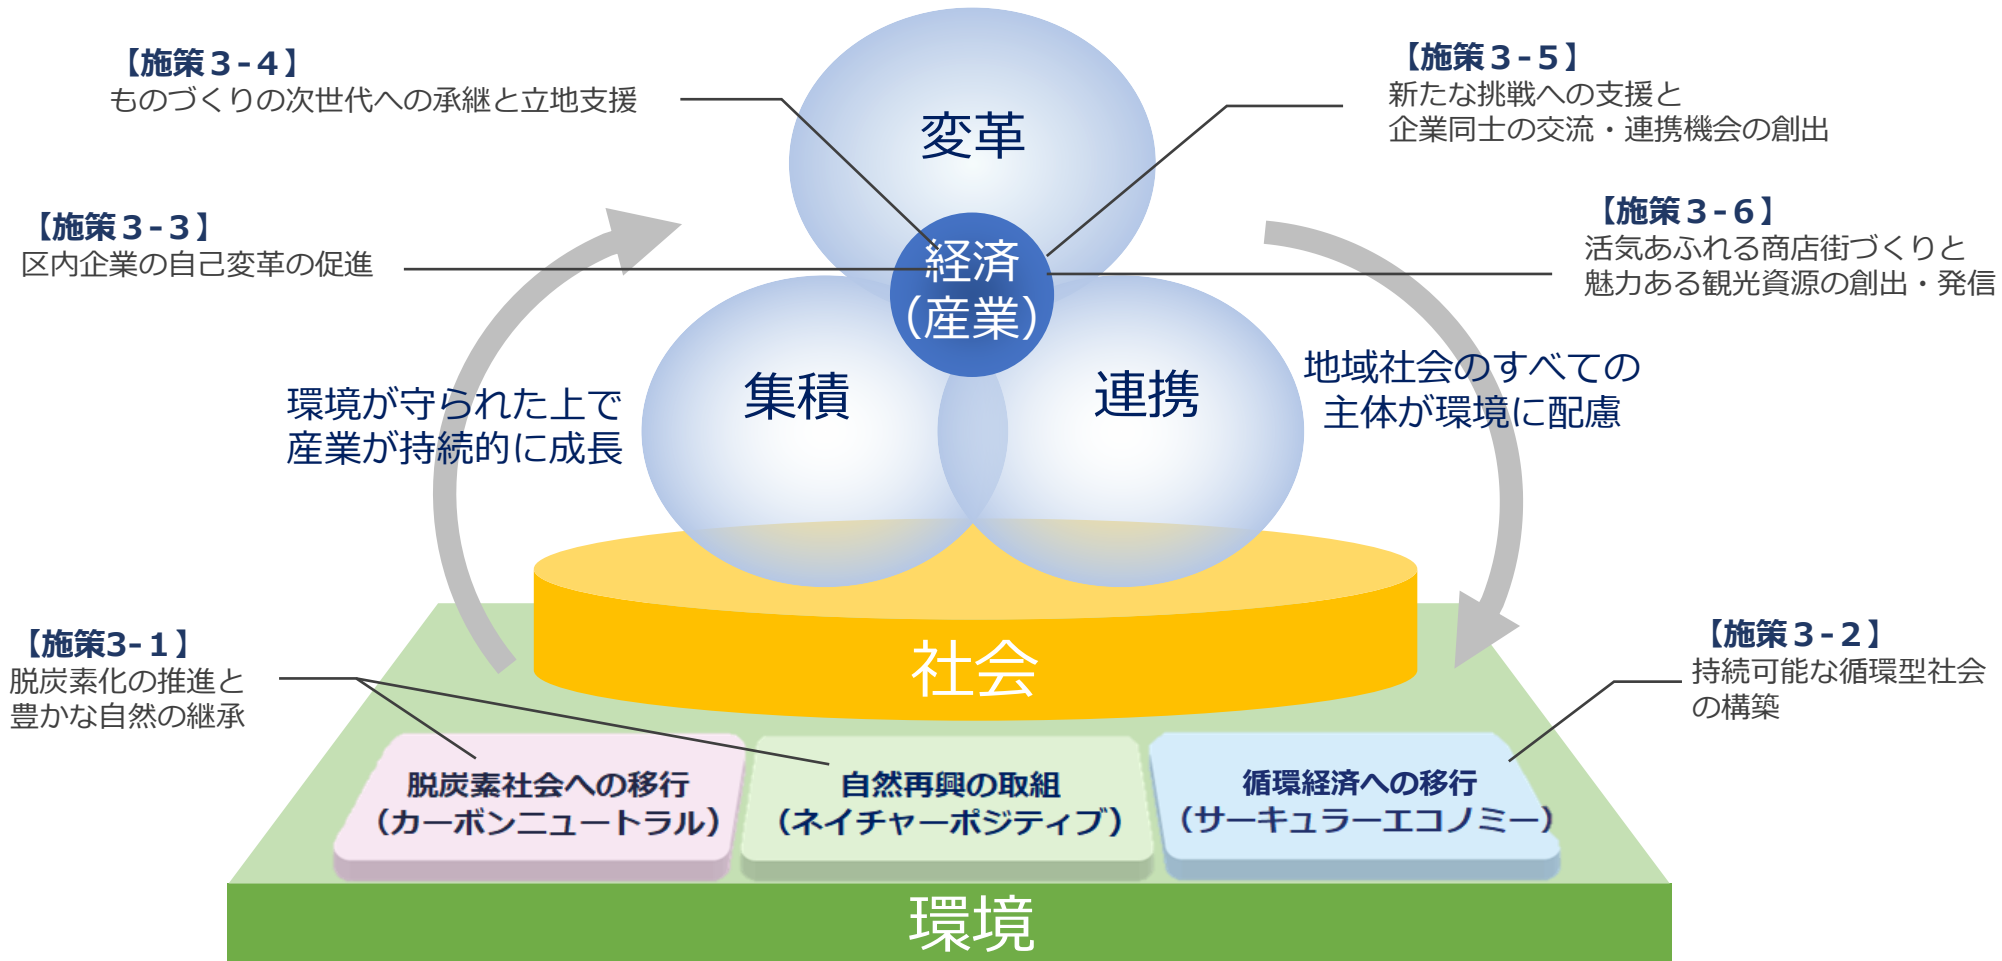 【施策３-４】
ものづくりの次世代への承継と立地支援
【施策３-５】
新たな挑戦への支援と
企業同士の交流・連携機会の創出
変革
【施策３-３】
区内企業の自己変革の促進
【施策３-６】
活気あふれる商店街づくりと
魅力ある観光資源の創出・発信
経済
（産業）
環境が守られた上で
産業が持続的に成長
集積
連携
地域社会のすべての
主体が環境に配慮
社会
【施策3-１】
脱炭素化の推進と
豊かな自然の継承
【施策３-２】
持続可能な循環型社会
の構築
脱炭素社会への移行
（カーボンニュートラル）
自然再興の取組
（ネイチャーポジティブ）
循環経済への移行
（サーキュラーエコノミー）
環境